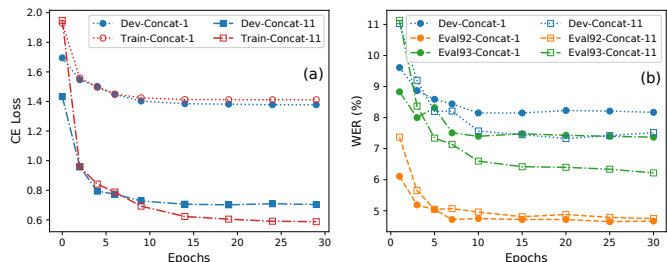 Dev-Concat-1
Train-Concat-1
Dev-Concat-11
Train-Concat-11
(a)
CE Loss
2.0
1.8
1.6
1.4
1.2
1.0
0.8
0.6
0 5 10 15 20 25 30
Epochs
Dev-Concat-1
Eval92-Concat-1
Eval93-Concat-1
Dev-Concat-11
Eval92-Concat-11
Eval93-Concat-11
(b)
WER (%)
11
10
9
8
7
6
5
0 5 10 15 20 25 30
Epochs